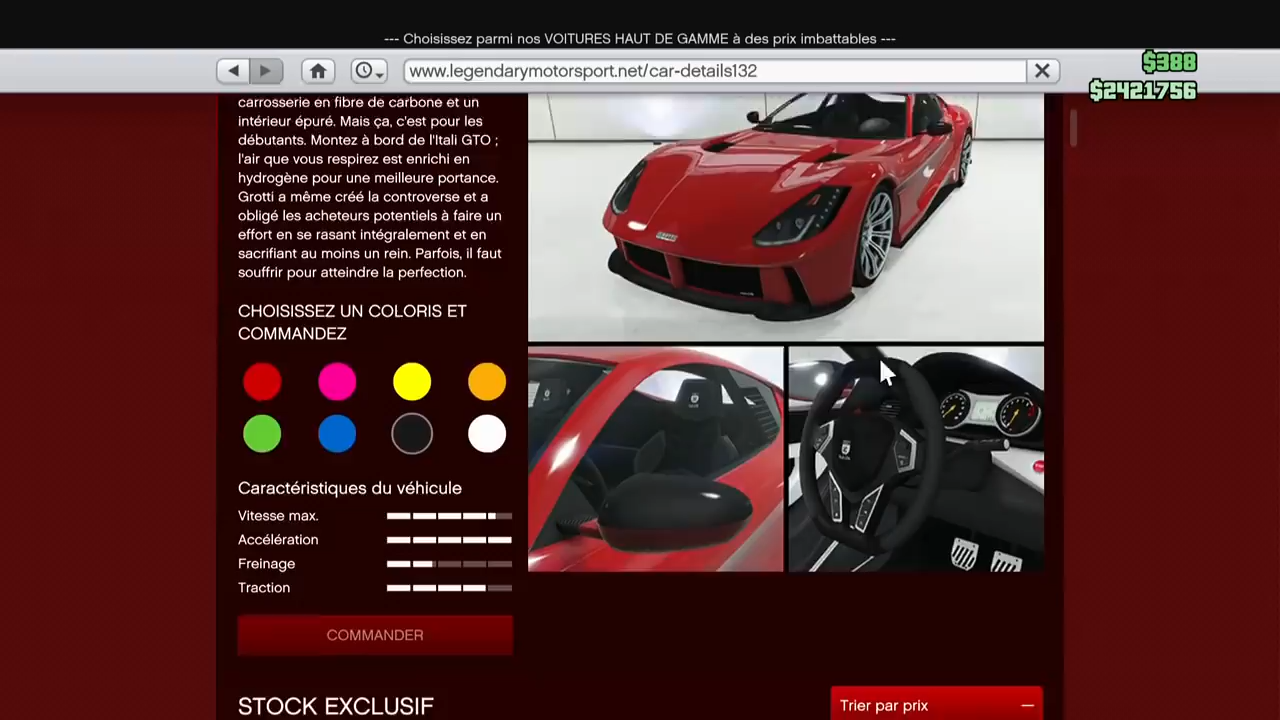 --- Choisissez parmi nos VOITURES HAUT DE GAMME à des prix imbattables ---
www.legendarymotorsport.net/car-details132
$388
$2421756
carrosserie en fibre de carbone et un
intérieur épuré. Mais ça, c'est pour les
débutants. Montez à bord de l'Itali GTO ;
l'air que vous respirez est enrichi en
hydrogène pour une meilleure portance.
Grotti a même créé la controverse et a
obligé les acheteurs potentiels à faire un
effort en se rasant intégralement et en
sacrifiant au moins un rein. Parfois, il faut
souffrir pour atteindre la perfection.
CHOISISSEZ UN COLORIS ET
COMMANDEZ
Caractéristiques du véhicule
Vitesse max.
Accélération
Freinage
Traction
COMMANDER
STOCK EXCLUSIF
Trier par prix